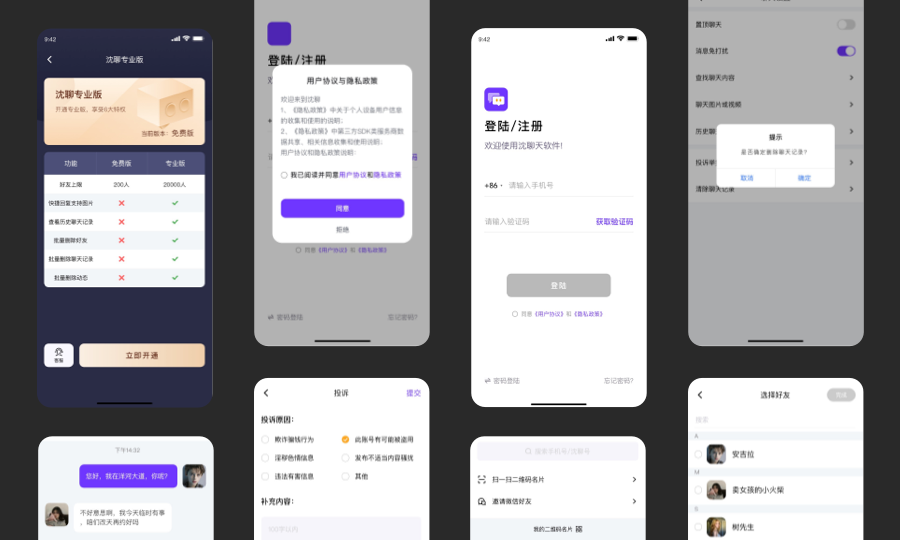 9:42
沈聊专业版
沈聊专业版
开通专业版，享受6大特权
当前版本：免费版
功能 免费版 专业版
好友上限 200人 20000人
快捷回复支持图片
查看历史聊天记录
批量删除好友
批量删除聊天记录
批量删除动态
客服
立即开通
下午14:32
您好，我在洋河大道，你呢？
不好意思啊，我今天临时有事
，咱们改天再约好吗
登陆/注册
用户协议与隐私政策
欢迎来到沈聊
1、《隐私政策》中关于个人设备用户信息
的收集和使用的说明；
2、《隐私政策》中第三方SDK类服务商数
据共享、相关信息收集和使用说明；
用户协议和隐私政策说明：
我已阅读并同意用户协议和隐私政策
同意
拒绝
同意《用户协议》和《隐私政策》
密码登陆 忘记密码?
投诉 提交
投诉原因：
欺诈骗钱行为 此账号有可能被盗用
淫秽色情信息 发布不适当内容骚扰
违法有害信息 其他
补充内容：
100字以内
9:42
登陆/注册
欢迎使用沈聊天软件!
+86 请输入手机号
请输入验证码 获取验证码
登陆
同意《用户协议》和《隐私政策》
密码登陆 忘记密码?
扫一扫二维码名片
邀请微信好友
我的二维码名片
置顶聊天
消息免打扰
查找聊天内容
聊天图片或视频
历史聊
提示
是否确定删除聊天记录？
取消 确定
投诉举
清除聊天记录
选择好友 完成
搜索
A
安吉拉
M
卖女孩的小火柴
S
树先生